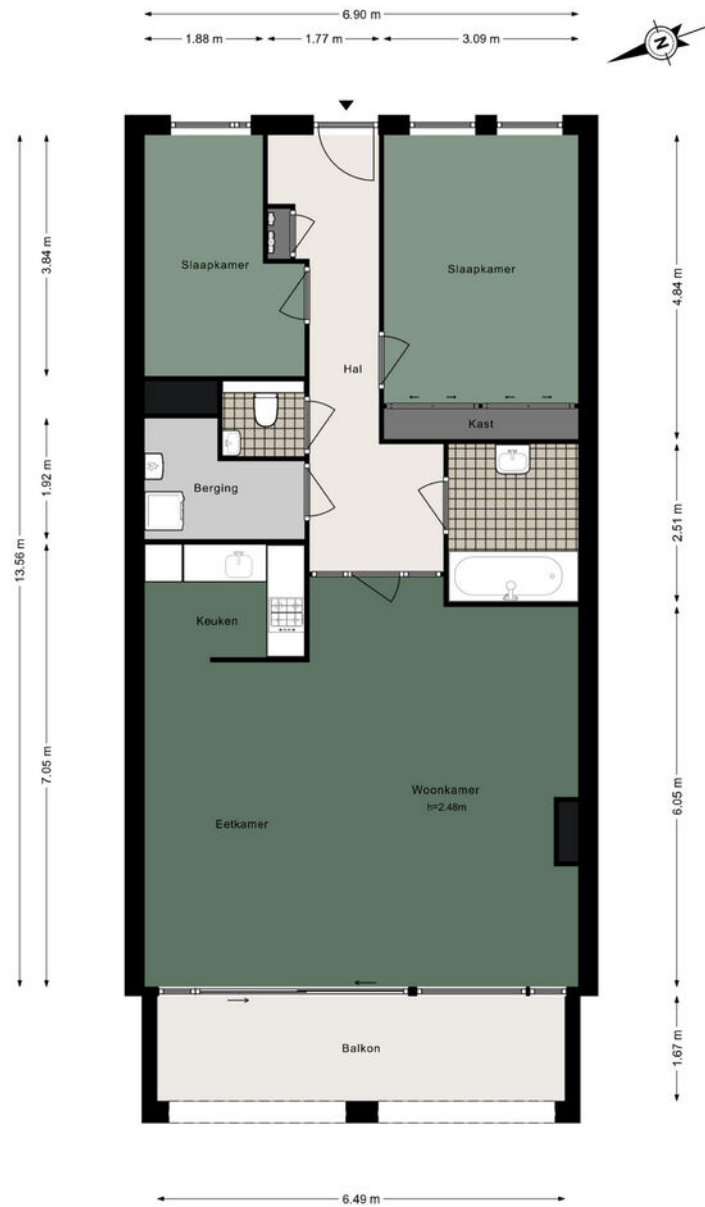 6.90 m
1.88 m
1.77 m
3.09 m
N
3.84 m
4.84 m
Slaapkamer
Slaapkamer
Hal
Kast
1.92 m
Berging
2.51 m
13.56 m
Keuken
7.05 m
6.05 m
Woonkamer
h=2.48m
Eetkamer
Balkon
1.67 m
6.49 m